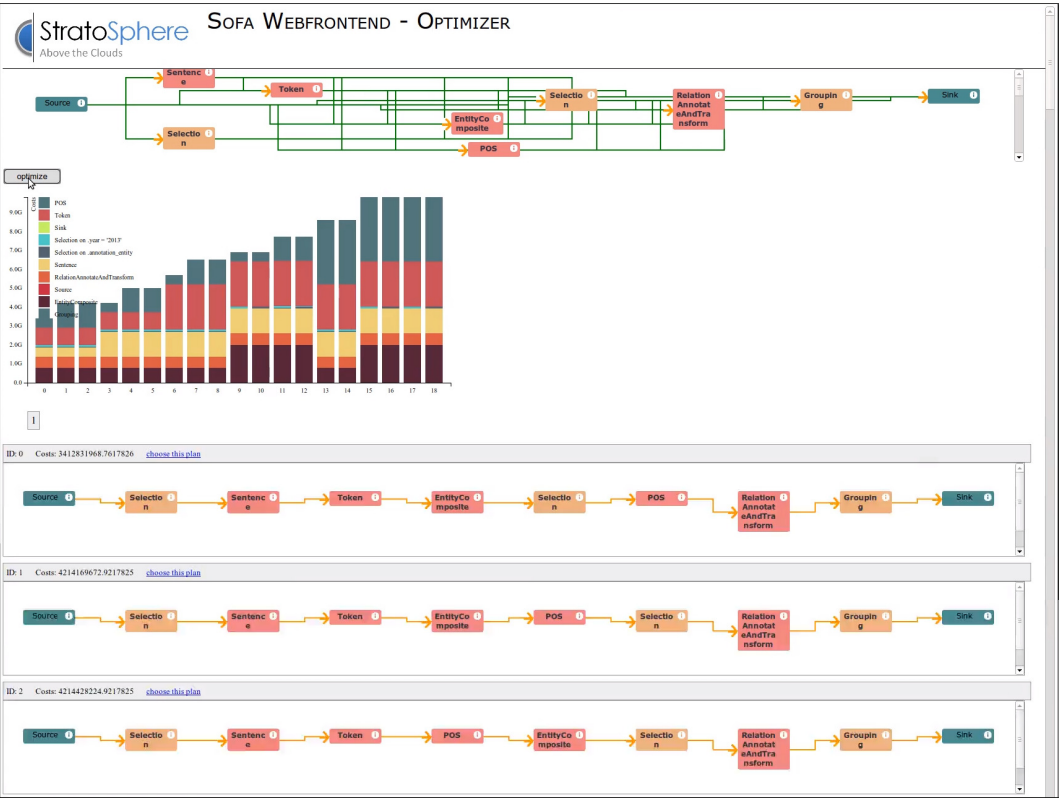 StratoSphere
Above the Clouds
SOFA WEBFRONTEND - OPTIMIZER
Source
Sentenc
e
Selectio
n
Token
EntityCo
mposite
POS
Selectio
n
Relation
Annotat
eAndTra
nsform
Groupin
g
Sink
optimize
Costs
9.0G
8.0G
7.0G
6.0G
5.0G
4.0G
3.0G
2.0G
1.0G
0.0
POS
Token
Sink
Selection on .year = '2013'
Selection on .annotation_entity
Sentence
RelationAnnotateAndTransform
Source
EntityComposite
Grouping
0 1 2 3 4 5 6 7 8 9 10 11 12 13 14 15 16 17 18
1
ID: 0 Costs: 3412831968.7617826 choose this plan
Source
Selectio
n
Sentenc
e
Token
EntityCo
mposite
Selectio
n
POS
Relation
Annotat
eAndTra
nsform
Groupin
g
Sink
ID: 1 Costs: 4214169672.9217825 choose this plan
Source
Selectio
n
Sentenc
e
Token
EntityCo
mposite
POS
Selectio
n
Relation
Annotat
eAndTra
nsform
Groupin
g
Sink
ID: 2 Costs: 4214428224.9217825 choose this plan
Source
Selectio
n
Sentenc
e
Token
POS
EntityCo
mposite
Selectio
n
Relation
Annotat
eAndTra
nsform
Groupin
g
Sink